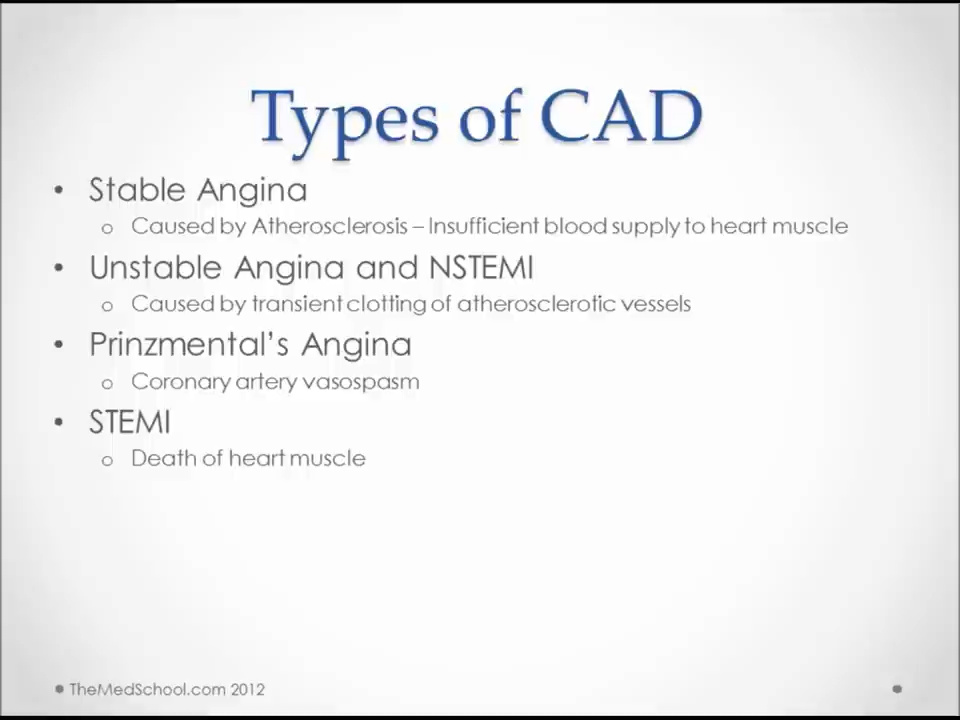 Types of CAD
• Stable Angina
o Caused by Atherosclerosis – Insufficient blood supply to heart muscle
• Unstable Angina and NSTEMI
o Caused by transient clotting of atherosclerotic vessels
• Prinzmental’s Angina
o Coronary artery vasospasm
• STEMI
o Death of heart muscle
TheMedSchool.com 2012